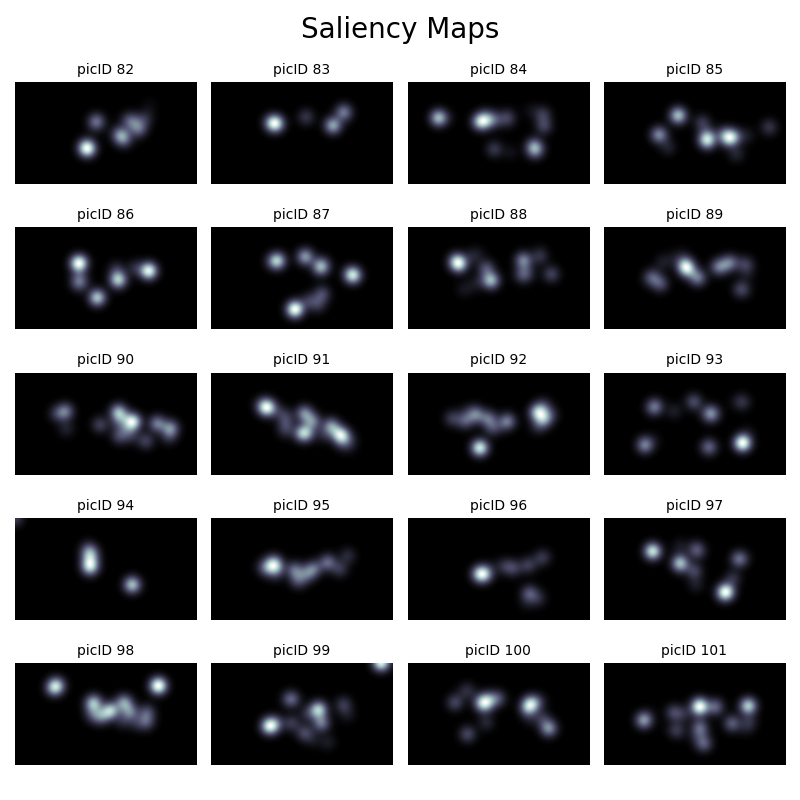 Saliency Maps
picID 82 picID 83 picID 84 picID 85
picID 86 picID 87 picID 88 picID 89
picID 90 picID 91 picID 92 picID 93
picID 94 picID 95 picID 96 picID 97
picID 98 picID 99 picID 100 picID 101